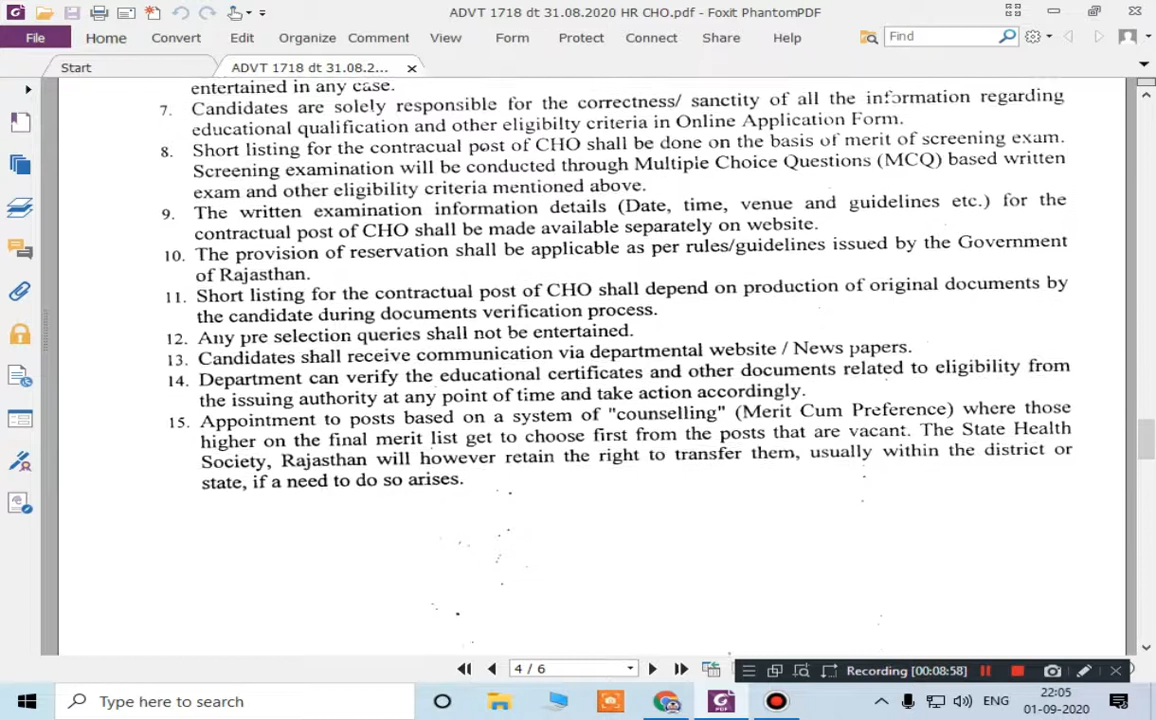 ADVT 1718 dt 31.08.2020 HR CHO.pdf - Foxit PhantomPDF
File Home Convert Edit Organize Comment View Form Protect Connect Share Help Find
Start ADVT 1718 dt 31.08.2...
entertained in any case.
7. Candidates are solely responsible for the correctness/ sanctity of all the information regarding
educational qualification and other eligibilty criteria in Online Application Form.
8. Short listing for the contracual post of CHO shall be done on the basis of merit of screening exam.
Screening examination will be conducted through Multiple Choice Questions (MCQ) based written
exam and other eligibility criteria mentioned above.
9. The written examination information details (Date, time, venue and guidelines etc.) for the
contractual post of CHO shall be made available separately on website.
10. The provision of reservation shall be applicable as per rules/guidelines issued by the Government
of Rajasthan.
11. Short listing for the contractual post of CHO shall depend on production of original documents by
the candidate during documents verification process.
12. Any pre selection queries shall not be entertained.
13. Candidates shall receive communication via departmental website / News papers.
14. Department can verify the educational certificates and other documents related to eligibility from
the issuing authority at any point of time and take action accordingly.
15. Appointment to posts based on a system of "counselling" (Merit Cum Preference) where those
higher on the final merit list get to choose first from the posts that are vacant. The State Health
Society, Rajasthan will however retain the right to transfer them, usually within the district or
state, if a need to do so arises.
4 / 6
Recording [00:08:58]
Type here to search
ENG
22:05
01-09-2020